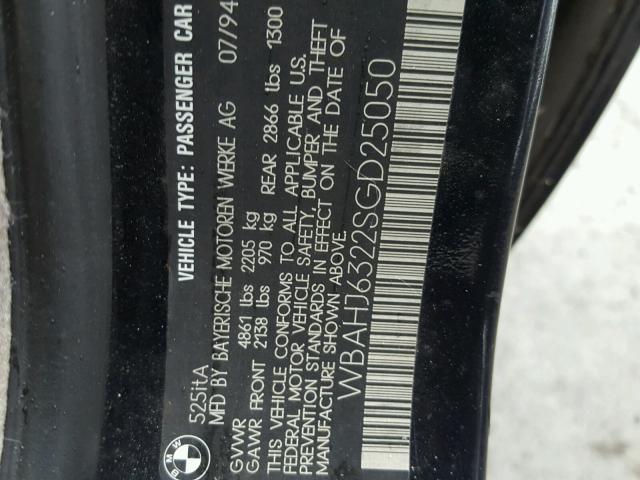 BMW
525itA
VEHICLE TYPE: PASSENGER CAR
MFD BY BAYERISCHE MOTOREN WERKE AG 07/94
GVWR 4861 lbs 2205 kg
GAWR FRONT 2138 lbs 970 kg REAR 2866 lbs 1300
THIS VEHICLE CONFORMS TO ALL APPLICABLE U.S.
FEDERAL MOTOR VEHICLE SAFETY, BUMPER AND THEFT
PREVENTION STANDARDS IN EFFECT ON THE DATE OF
MANUFACTURE SHOWN ABOVE.
WBAHJ6322SGD25050